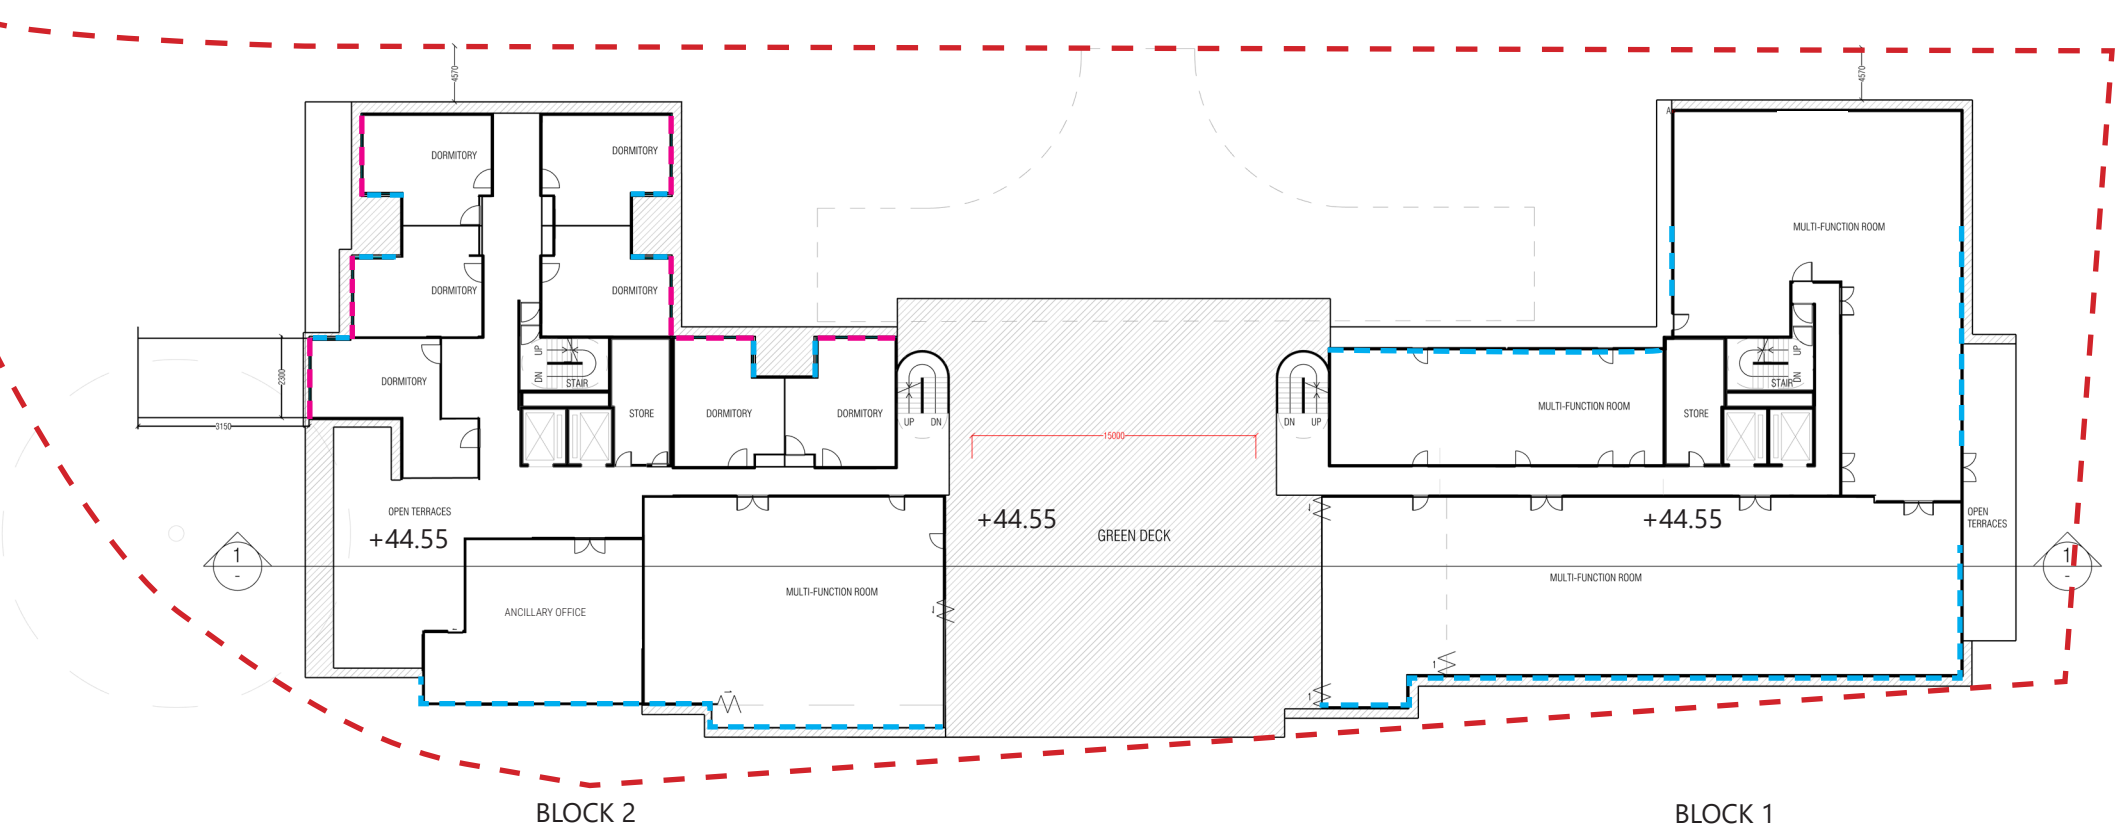 4570
4570
A
DORMITORY
DORMITORY
MULTI-FUNCTION ROOM
DORMITORY
DORMITORY
UP
DN
STAIR
UP
DN
STAIR
2300
DORMITORY
STORE
DORMITORY
DORMITORY
UP
DN
DN
UP
MULTI-FUNCTION ROOM
STORE
3150
15000
OPEN TERRACES
+44.55
+44.55
GREEN DECK
+44.55
OPEN
TERRACES
1
-
1
-
MULTI-FUNCTION ROOM
MULTI-FUNCTION ROOM
ANCILLARY OFFICE
BLOCK 2
BLOCK 1